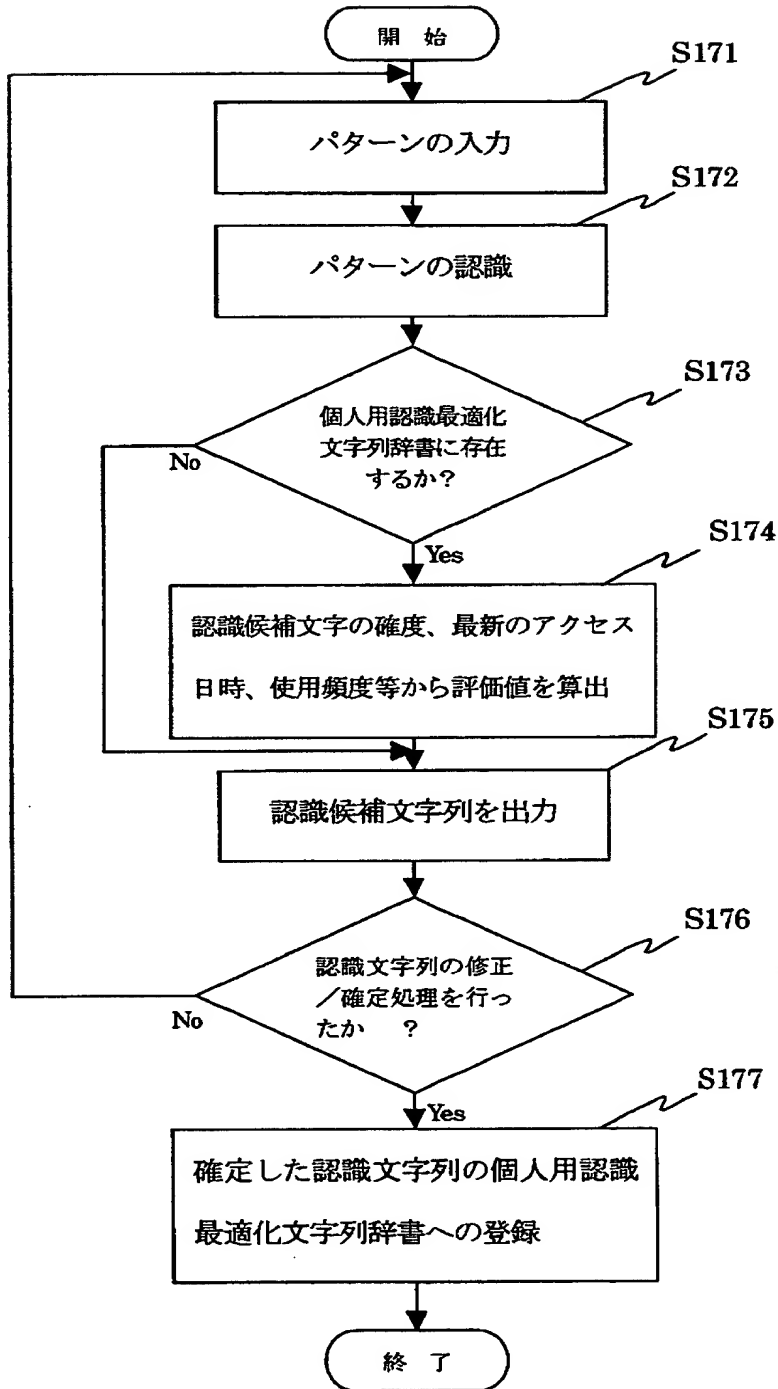 開 始
S171
パターンの入力
S172
パターンの認識
S173
個人用認識最適化
文字列辞書に存在
するか？
No
Yes
S174
認識候補文字の確度、最新のアクセス
日時、使用頻度等から評価値を算出
S175
認識候補文字列を出力
S176
認識文字列の修正
／確定処理を行っ
たか ？
No
Yes
S177
確定した認識文字列の個人用認識
最適化文字列辞書への登録
終 了